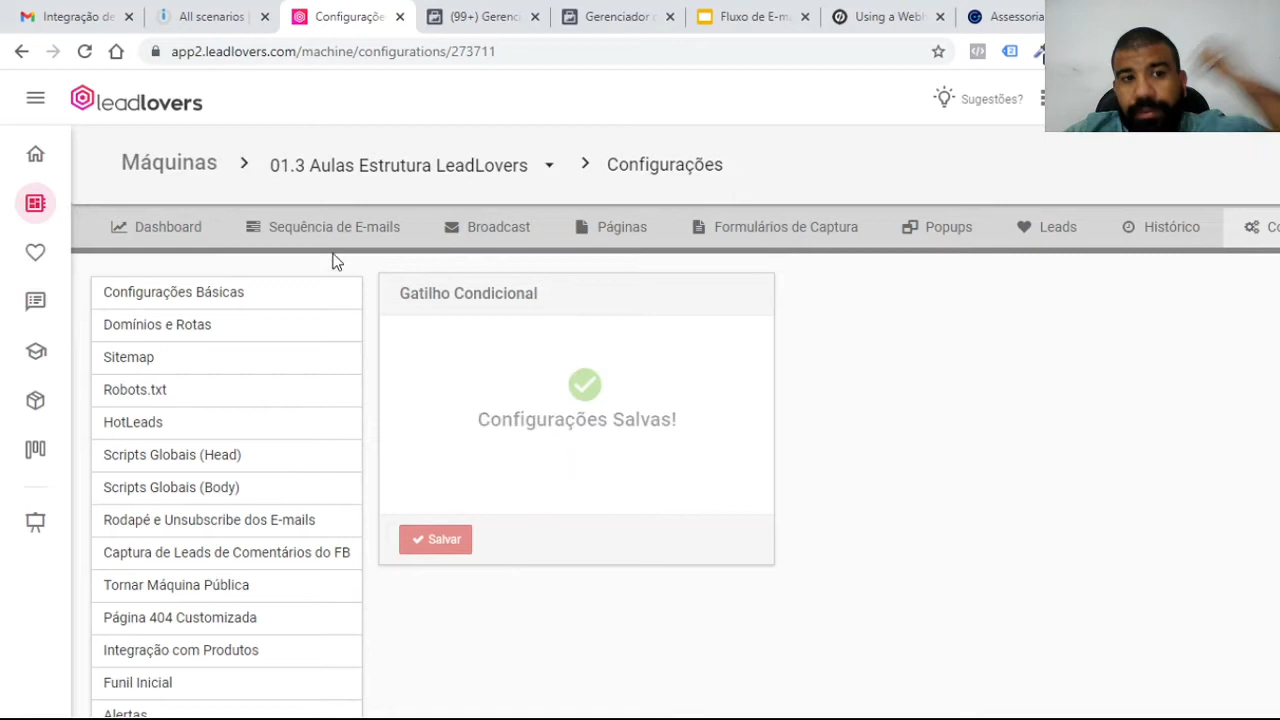 Integração de
All scenarios
Configuraçõe
(99+) Gerenc
Gerenciador
Fluxo de E-m
Using a Web
Assessoria
app2.leadlovers.com/machine/configurations/273711
leadlovers
Sugestões?
Máquinas > 01.3 Aulas Estrutura LeadLovers > Configurações
Dashboard
Sequência de E-mails
Broadcast
Páginas
Formulários de Captura
Popups
Leads
Histórico
Co
Configurações Básicas
Domínios e Rotas
Sitemap
Robots.txt
HotLeads
Scripts Globais (Head)
Scripts Globais (Body)
Rodapé e Unsubscribe dos E-mails
Captura de Leads de Comentários do FB
Tornar Máquina Pública
Página 404 Customizada
Integração com Produtos
Funil Inicial
Alertas
Gatilho Condicional
Configurações Salvas!
Salvar